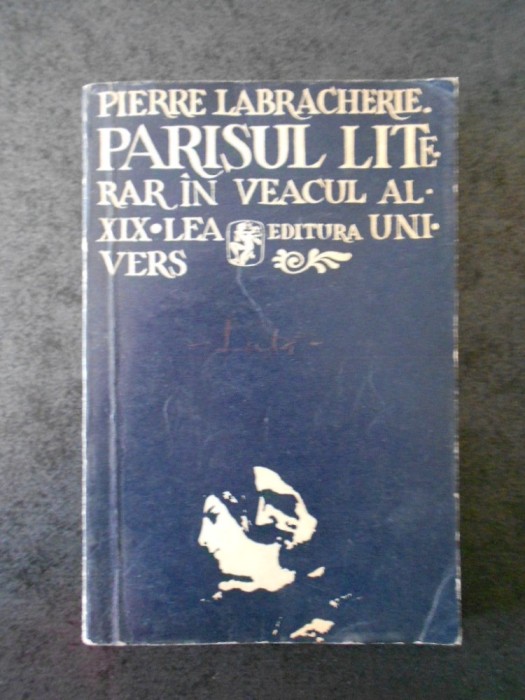 PIERRE LABRACHERIE.
PARISUL LITE-
RAR ÎN VEACUL AL-
XIX•LEA EDITURA UNI-
VERS